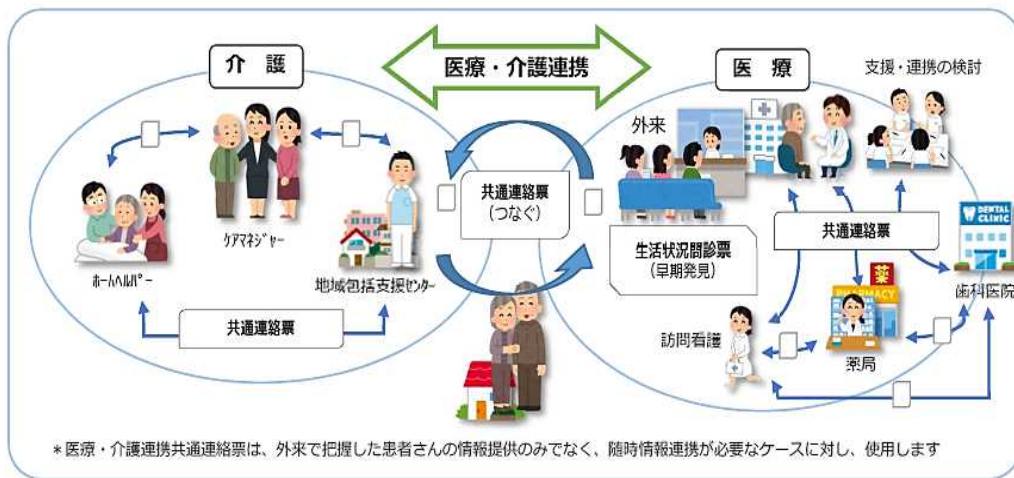 医療・介護連携
介 護
医 療
支援・連携の検討
外来
ケアマネジャー
ホームヘルパー
地域包括支援センター
共通連絡票
(つなぐ)
生活状況問診票
(早期発見)
共通連絡票
DENTAL
CLINIC
歯科医院
薬
PHARMACY
薬局
訪問看護
共通連絡票
*医療・介護連携共通連絡票は、外来で把握した患者さんの情報提供のみでなく、随時情報連携が必要なケースに対し、使用します